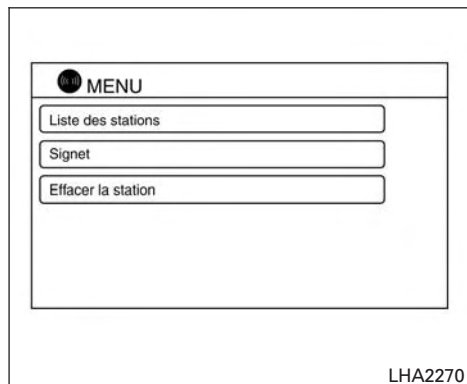 MENU
Liste des stations
Signet
Effacer la station
LHA2270